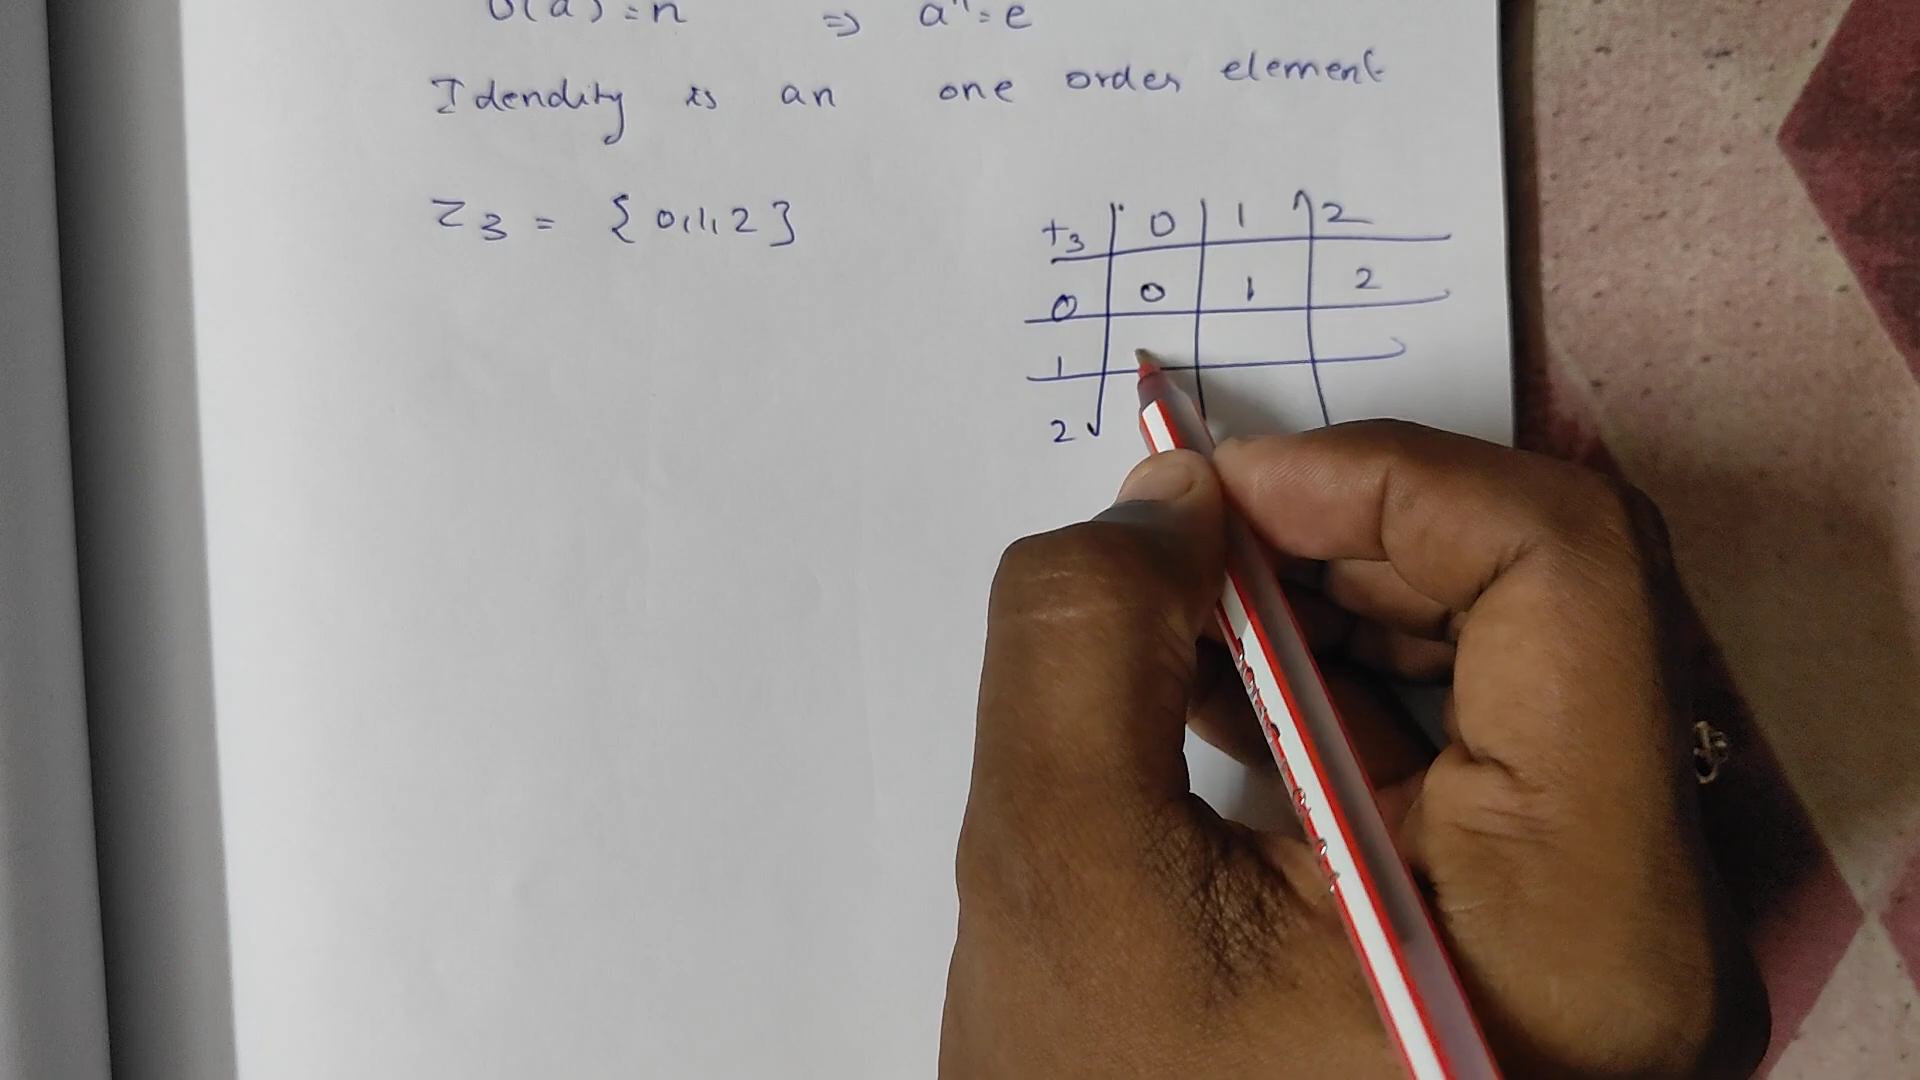 O(a) = n ⇒ aⁿ = e
Idendity is an one order element
Z3 = {0,1,2}
+3 0 1 2
0 0 1 2
1
2